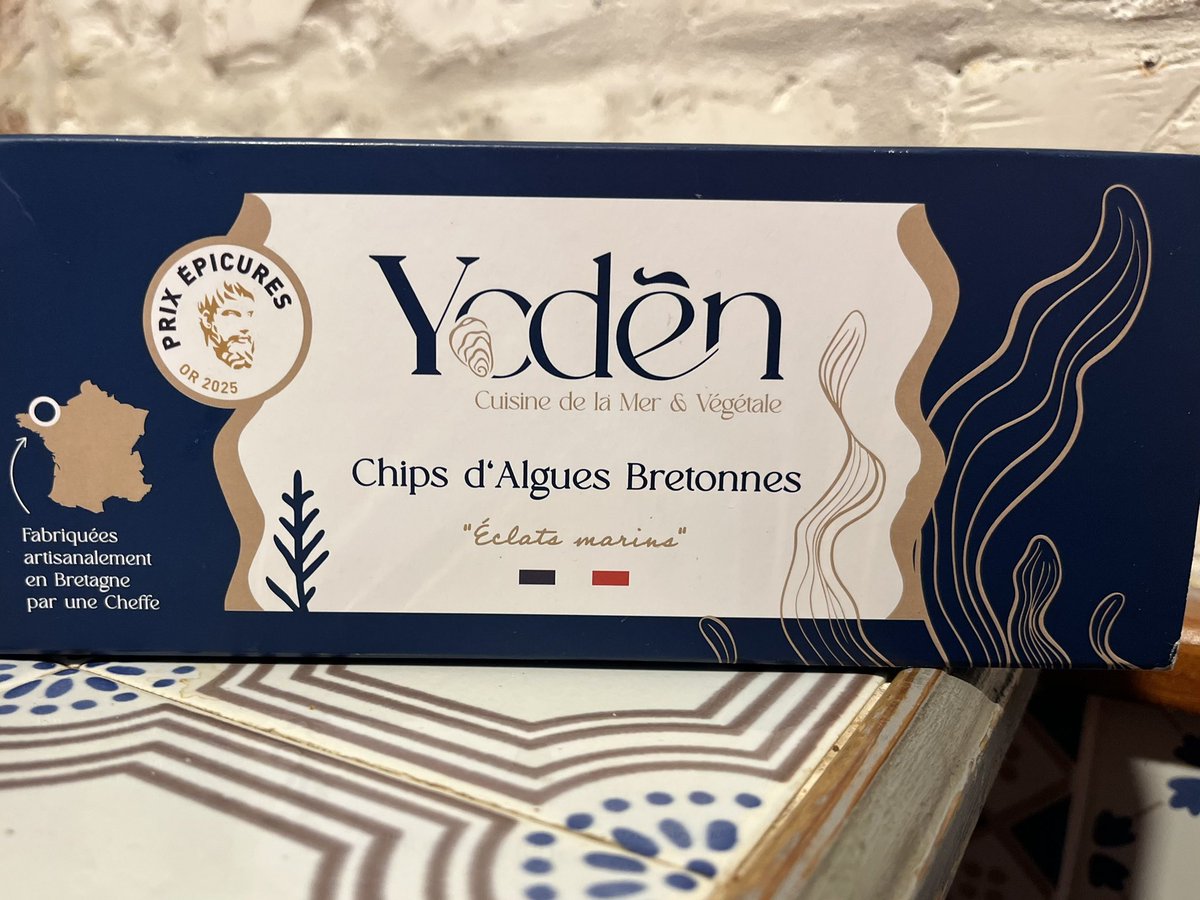 PRIX ÉPICURES
OR 2025
Yodên
Cuisine de la Mer & Végétale
Chips d'Algues Bretonnes
"Éclats marins"
Fabriquées
artisanalement
en Bretagne
par une Cheffe